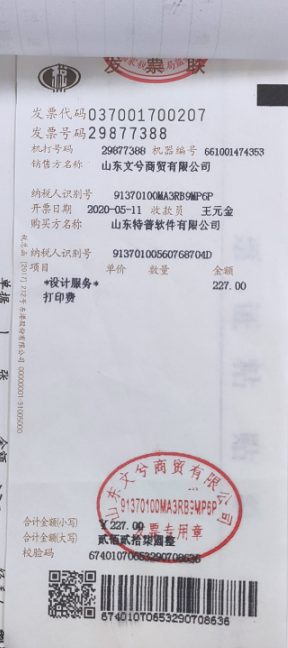 发票联
发票代码037001700207
发票号码29877388
机打号码 29877388 机器编号 661001474353
销售方名称 山东文兮商贸有限公司
纳税人识别号 91370100MA3RB9MP6P
开票日期 2020-05-11 收款员 王元金
购买方名称 山东特普软件有限公司
纳税人识别号 91370100560768704D
项目 单价 数量 金额
*设计服务* 227.00
打印费
山东文兮商贸有限公司
91370100MA3RB9MP6P
发票专用章
合计金额(小写) ￥227.00
合计金额(大写) 贰佰贰拾柒圆整
校验码 67401070653290708636
67401070653290708636
单据 1 张
金额